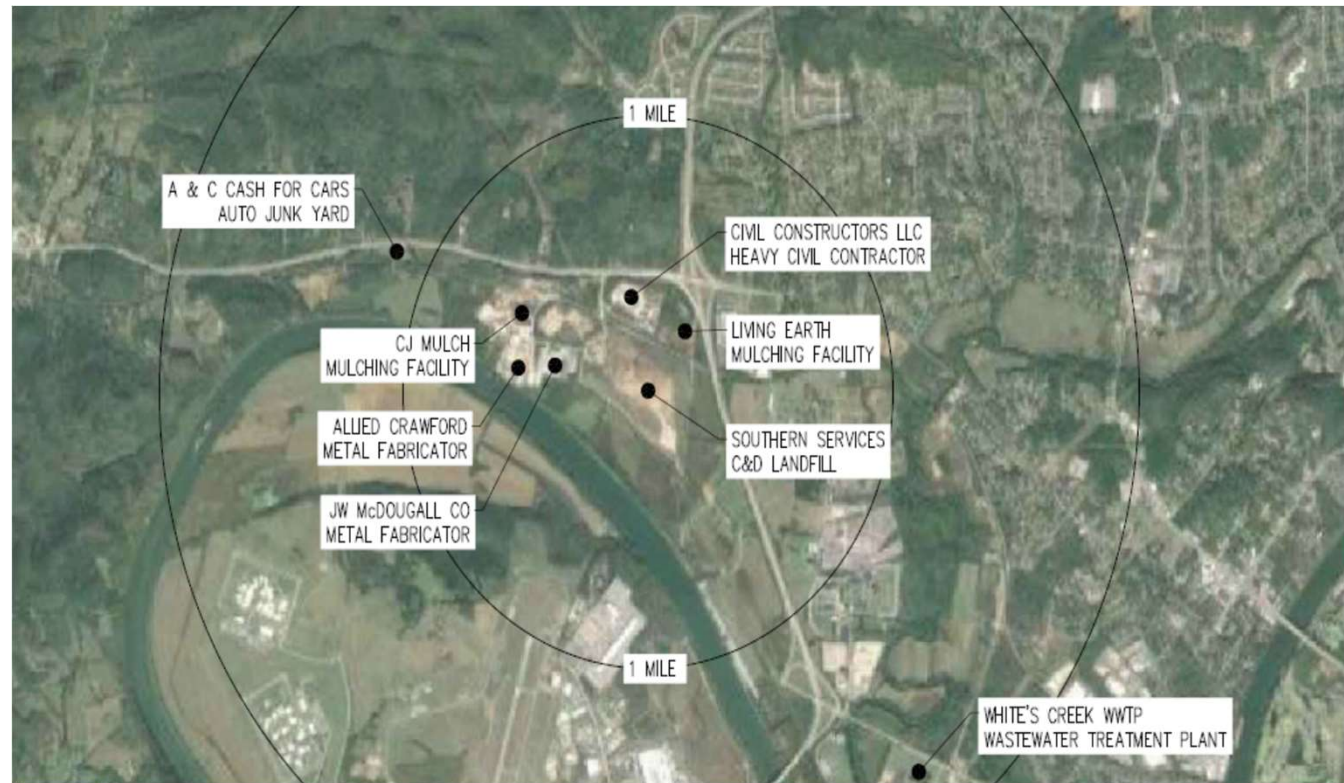 1 MILE
A & C CASH FOR CARS
AUTO JUNK YARD
CIVIL CONSTRUCTORS LLC
HEAVY CIVIL CONTRACTOR
CJ MULCH
MULCHING FACILITY
LIVING EARTH
MULCHING FACILITY
ALLIED CRAWFORD
METAL FABRICATOR
SOUTHERN SERVICES
C&D LANDFILL
JW McDOUGALL CO
METAL FABRICATOR
1 MILE
WHITE'S CREEK WWTP
WASTEWATER TREATMENT PLANT